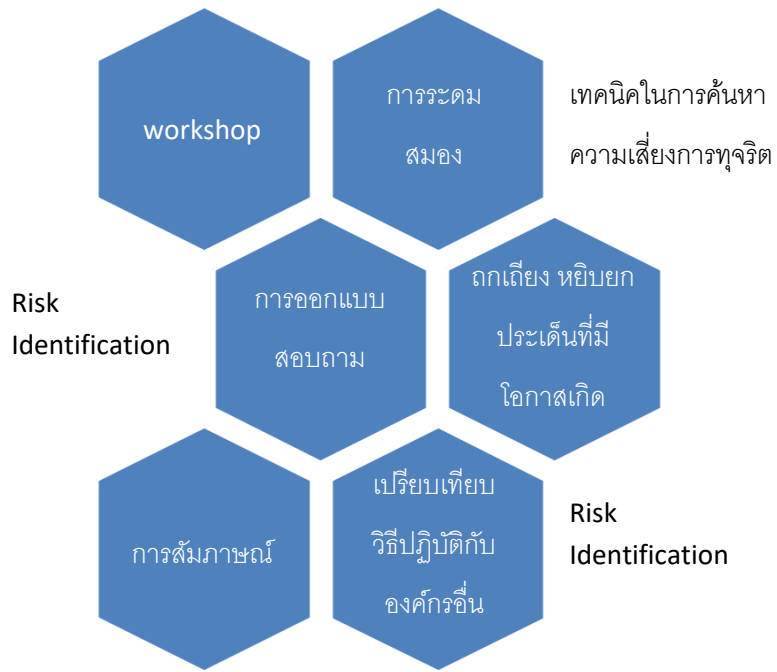 workshop
การระดม
สมอง
เทคนิคในการค้นหา
ความเสี่ยงการทุจริต
Risk
Identification
การออกแบบ
สอบถาม
ถกเถียง หยิบยก
ประเด็นที่มี
โอกาสเกิด
การสัมภาษณ์
เปรียบเทียบ
วิธีปฏิบัติกับ
องค์กรอื่น
Risk
Identification